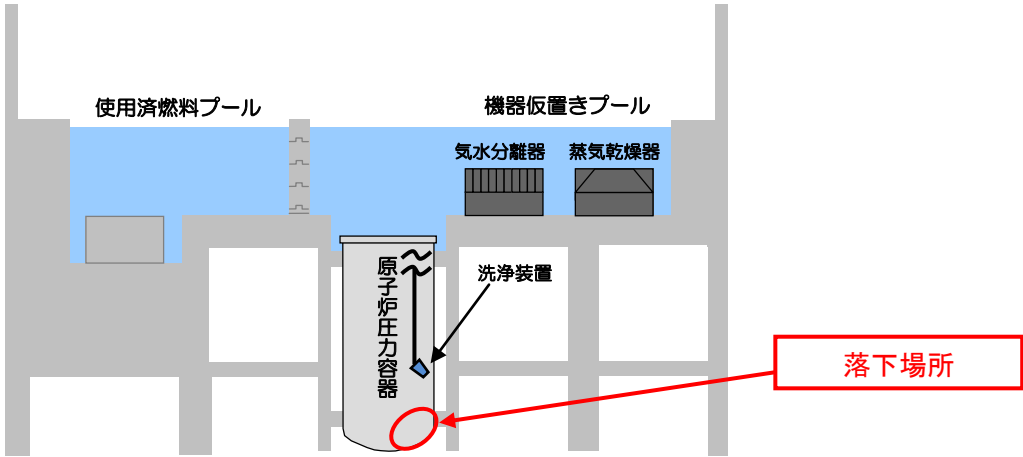 使用済燃料プール
機器仮置きプール
気水分離器
蒸気乾燥器
原子炉圧力容器
洗浄装置
落下場所